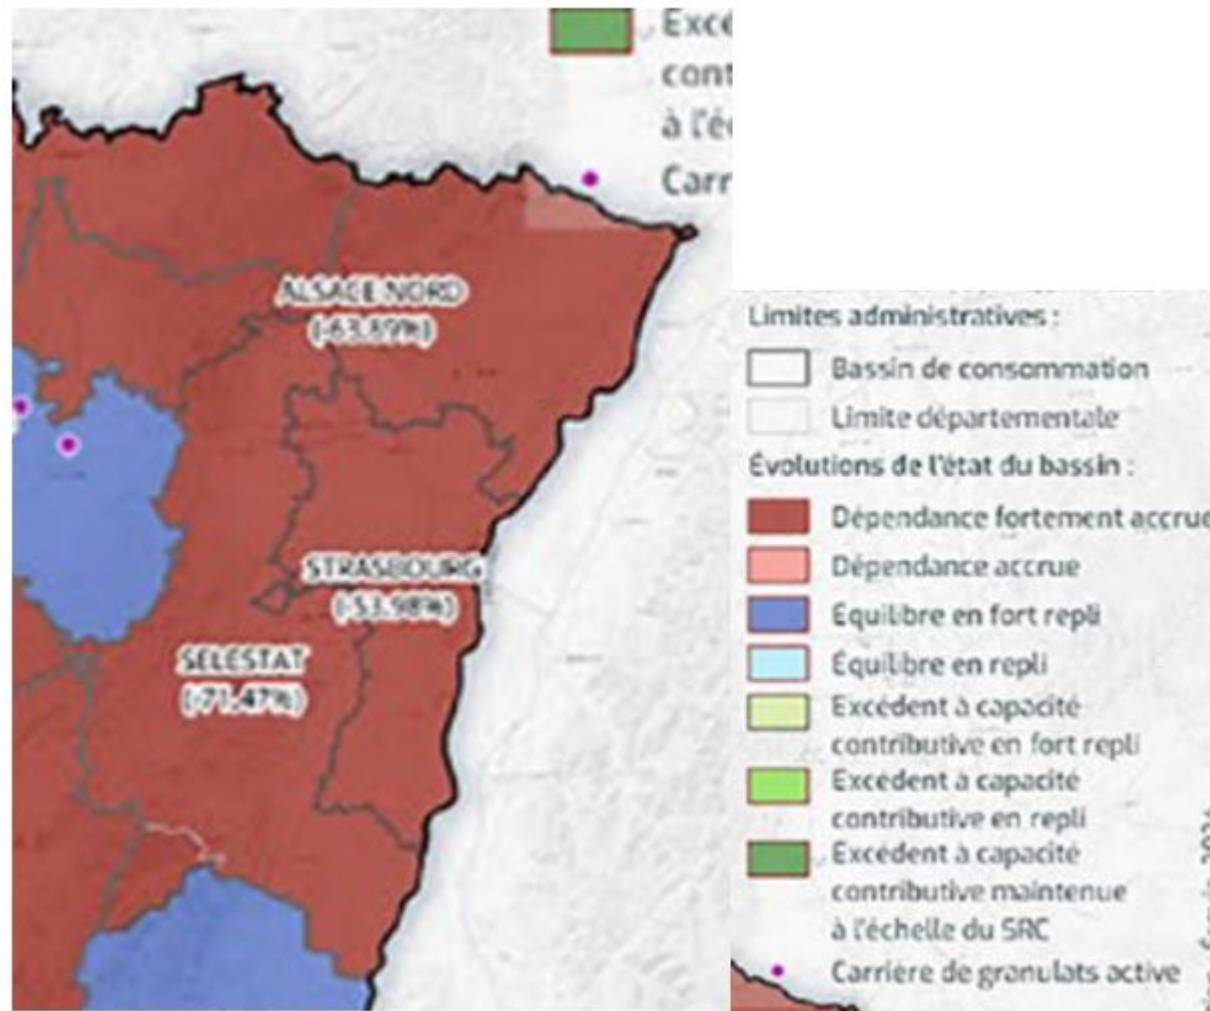 Excé
cont
à l'é
Carr
ALSACE NORD
(-63.89%)
STRASBOURG
(-53.98%)
SELESTAT
(-71.47%)
Limites administratives :
Bassin de consommation
Limite départementale
Évolutions de l'état du bassin :
Dépendance fortement accrue
Dépendance accrue
Équilibre en fort repli
Équilibre en repli
Excédent à capacité
contributive en fort repli
Excédent à capacité
contributive en repli
Excédent à capacité
contributive maintenue
à l'échelle du SRC
Carrière de granulats active